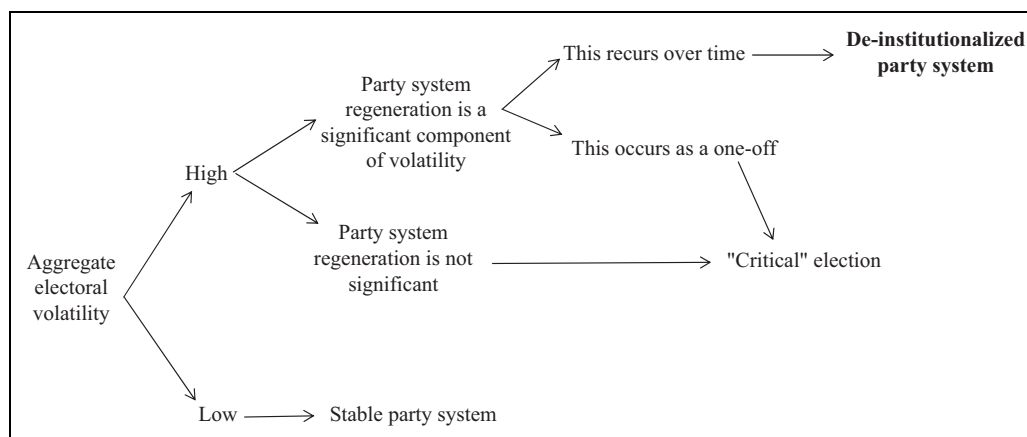 This recurs over time
De-institutionalized
party system
Party system
regeneration is a
significant component
of volatility
This occurs as a one-off
High
Party system
regeneration is not
significant
"Critical" election
Aggregate
electoral
volatility
Low
Stable party system